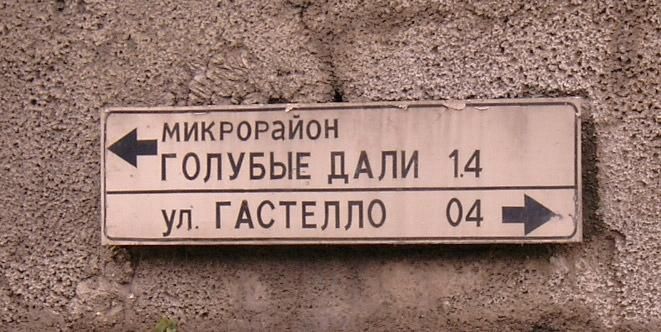 микрорайон
ГОЛУБЫЕ ДАЛИ 1.4
ул. ГАСТЕЛЛО 04